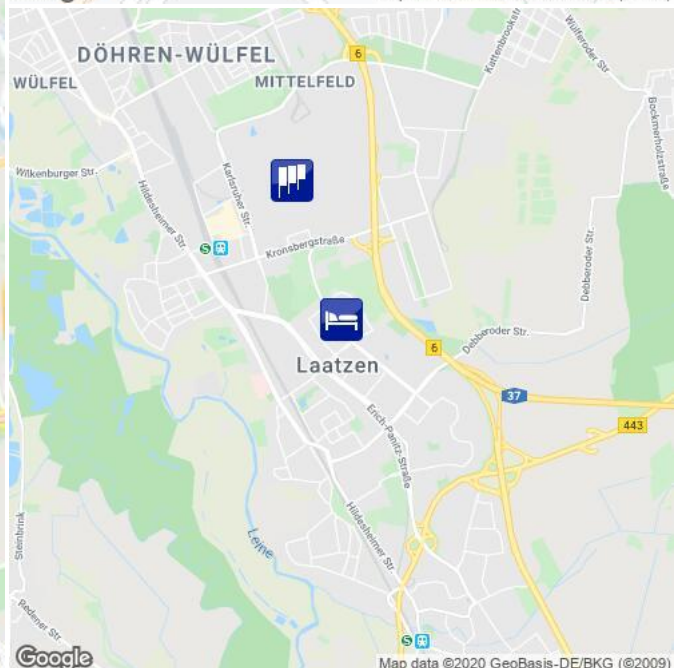 DÖHREN-WÜLFEL
6
Kattenbrookstr
Wülferoder Str.
WÜLFEL
MITTELFELD
Bockmerholzstraße
Wilkenburger Str.
Karlsruher Str.
Hildesheimer Str.
Kronsbergstraße
S
Debberoder Str.
Debberoder Str.
6
Laatzen
37
443
Erich-Panitz-Straße
Hildesheimer Str.
Leine
Steinbrink
Redener Str.
S
Google
Map data ©2020 GeoBasis-DE/BKG (©2009)